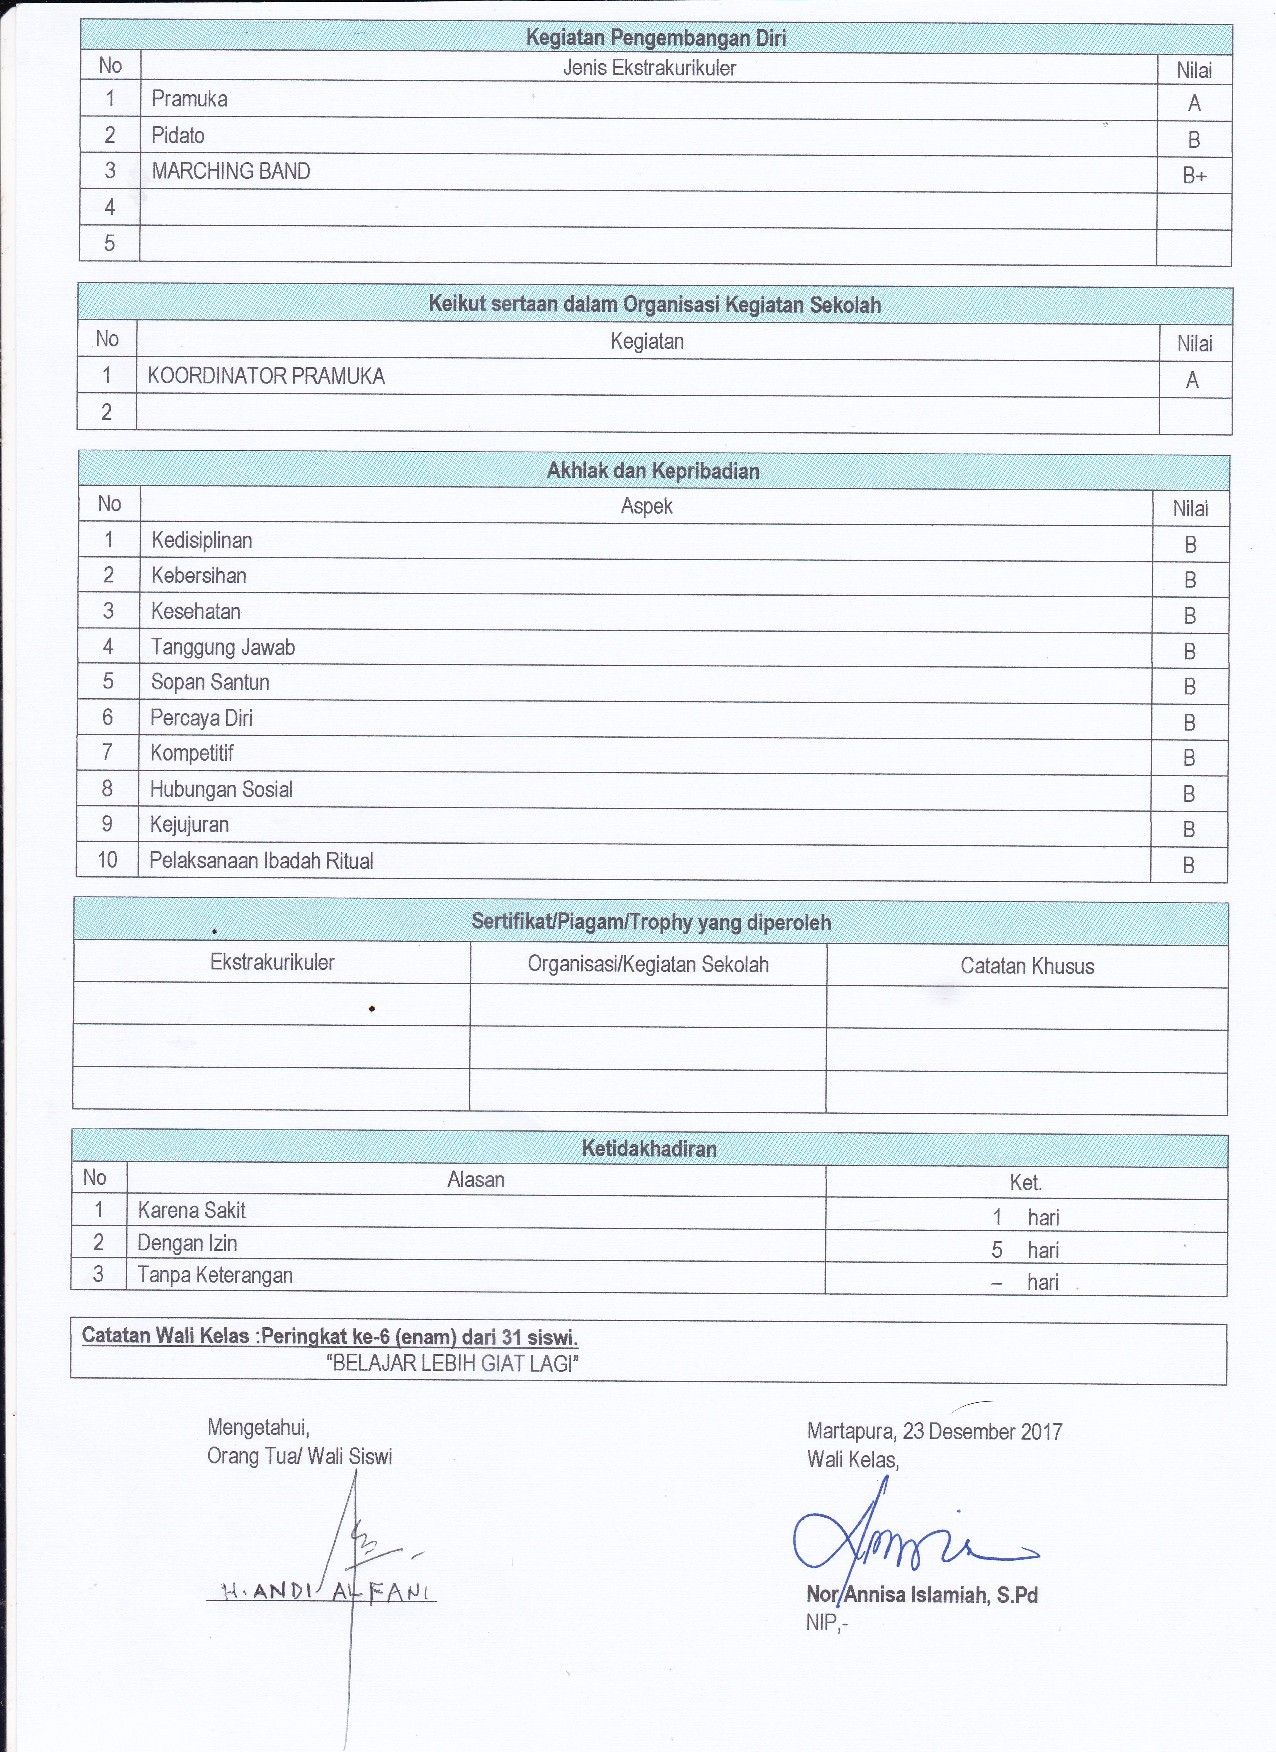 Kegiatan Pengembangan Diri
No Jenis Ekstrakurikuler Nilai
1 Pramuka A
2 Pidato B
3 MARCHING BAND B+
4
5
Keikut sertaan dalam Organisasi Kegiatan Sekolah
No Kegiatan Nilai
1 KOORDINATOR PRAMUKA A
2
Akhlak dan Kepribadian
No Aspek Nilai
1 Kedisiplinan B
2 Kebersihan B
3 Kesehatan B
4 Tanggung Jawab B
5 Sopan Santun B
6 Percaya Diri B
7 Kompetitif B
8 Hubungan Sosial B
9 Kejujuran B
10 Pelaksanaan Ibadah Ritual B
Sertifikat/Piagam/Trophy yang diperoleh
Ekstrakurikuler Organisasi/Kegiatan Sekolah Catatan Khusus
Ketidakhadiran
No Alasan Ket.
1 Karena Sakit 1 hari
2 Dengan Izin 5 hari
3 Tanpa Keterangan – hari
Catatan Wali Kelas :Peringkat ke-6 (enam) dari 31 siswi.
"BELAJAR LEBIH GIAT LAGI"
Mengetahui,
Orang Tua/ Wali Siswi
H. ANDI ALFANI
Martapura, 23 Desember 2017
Wali Kelas,
Nor Annisa Islamiah, S.Pd
NIP,-